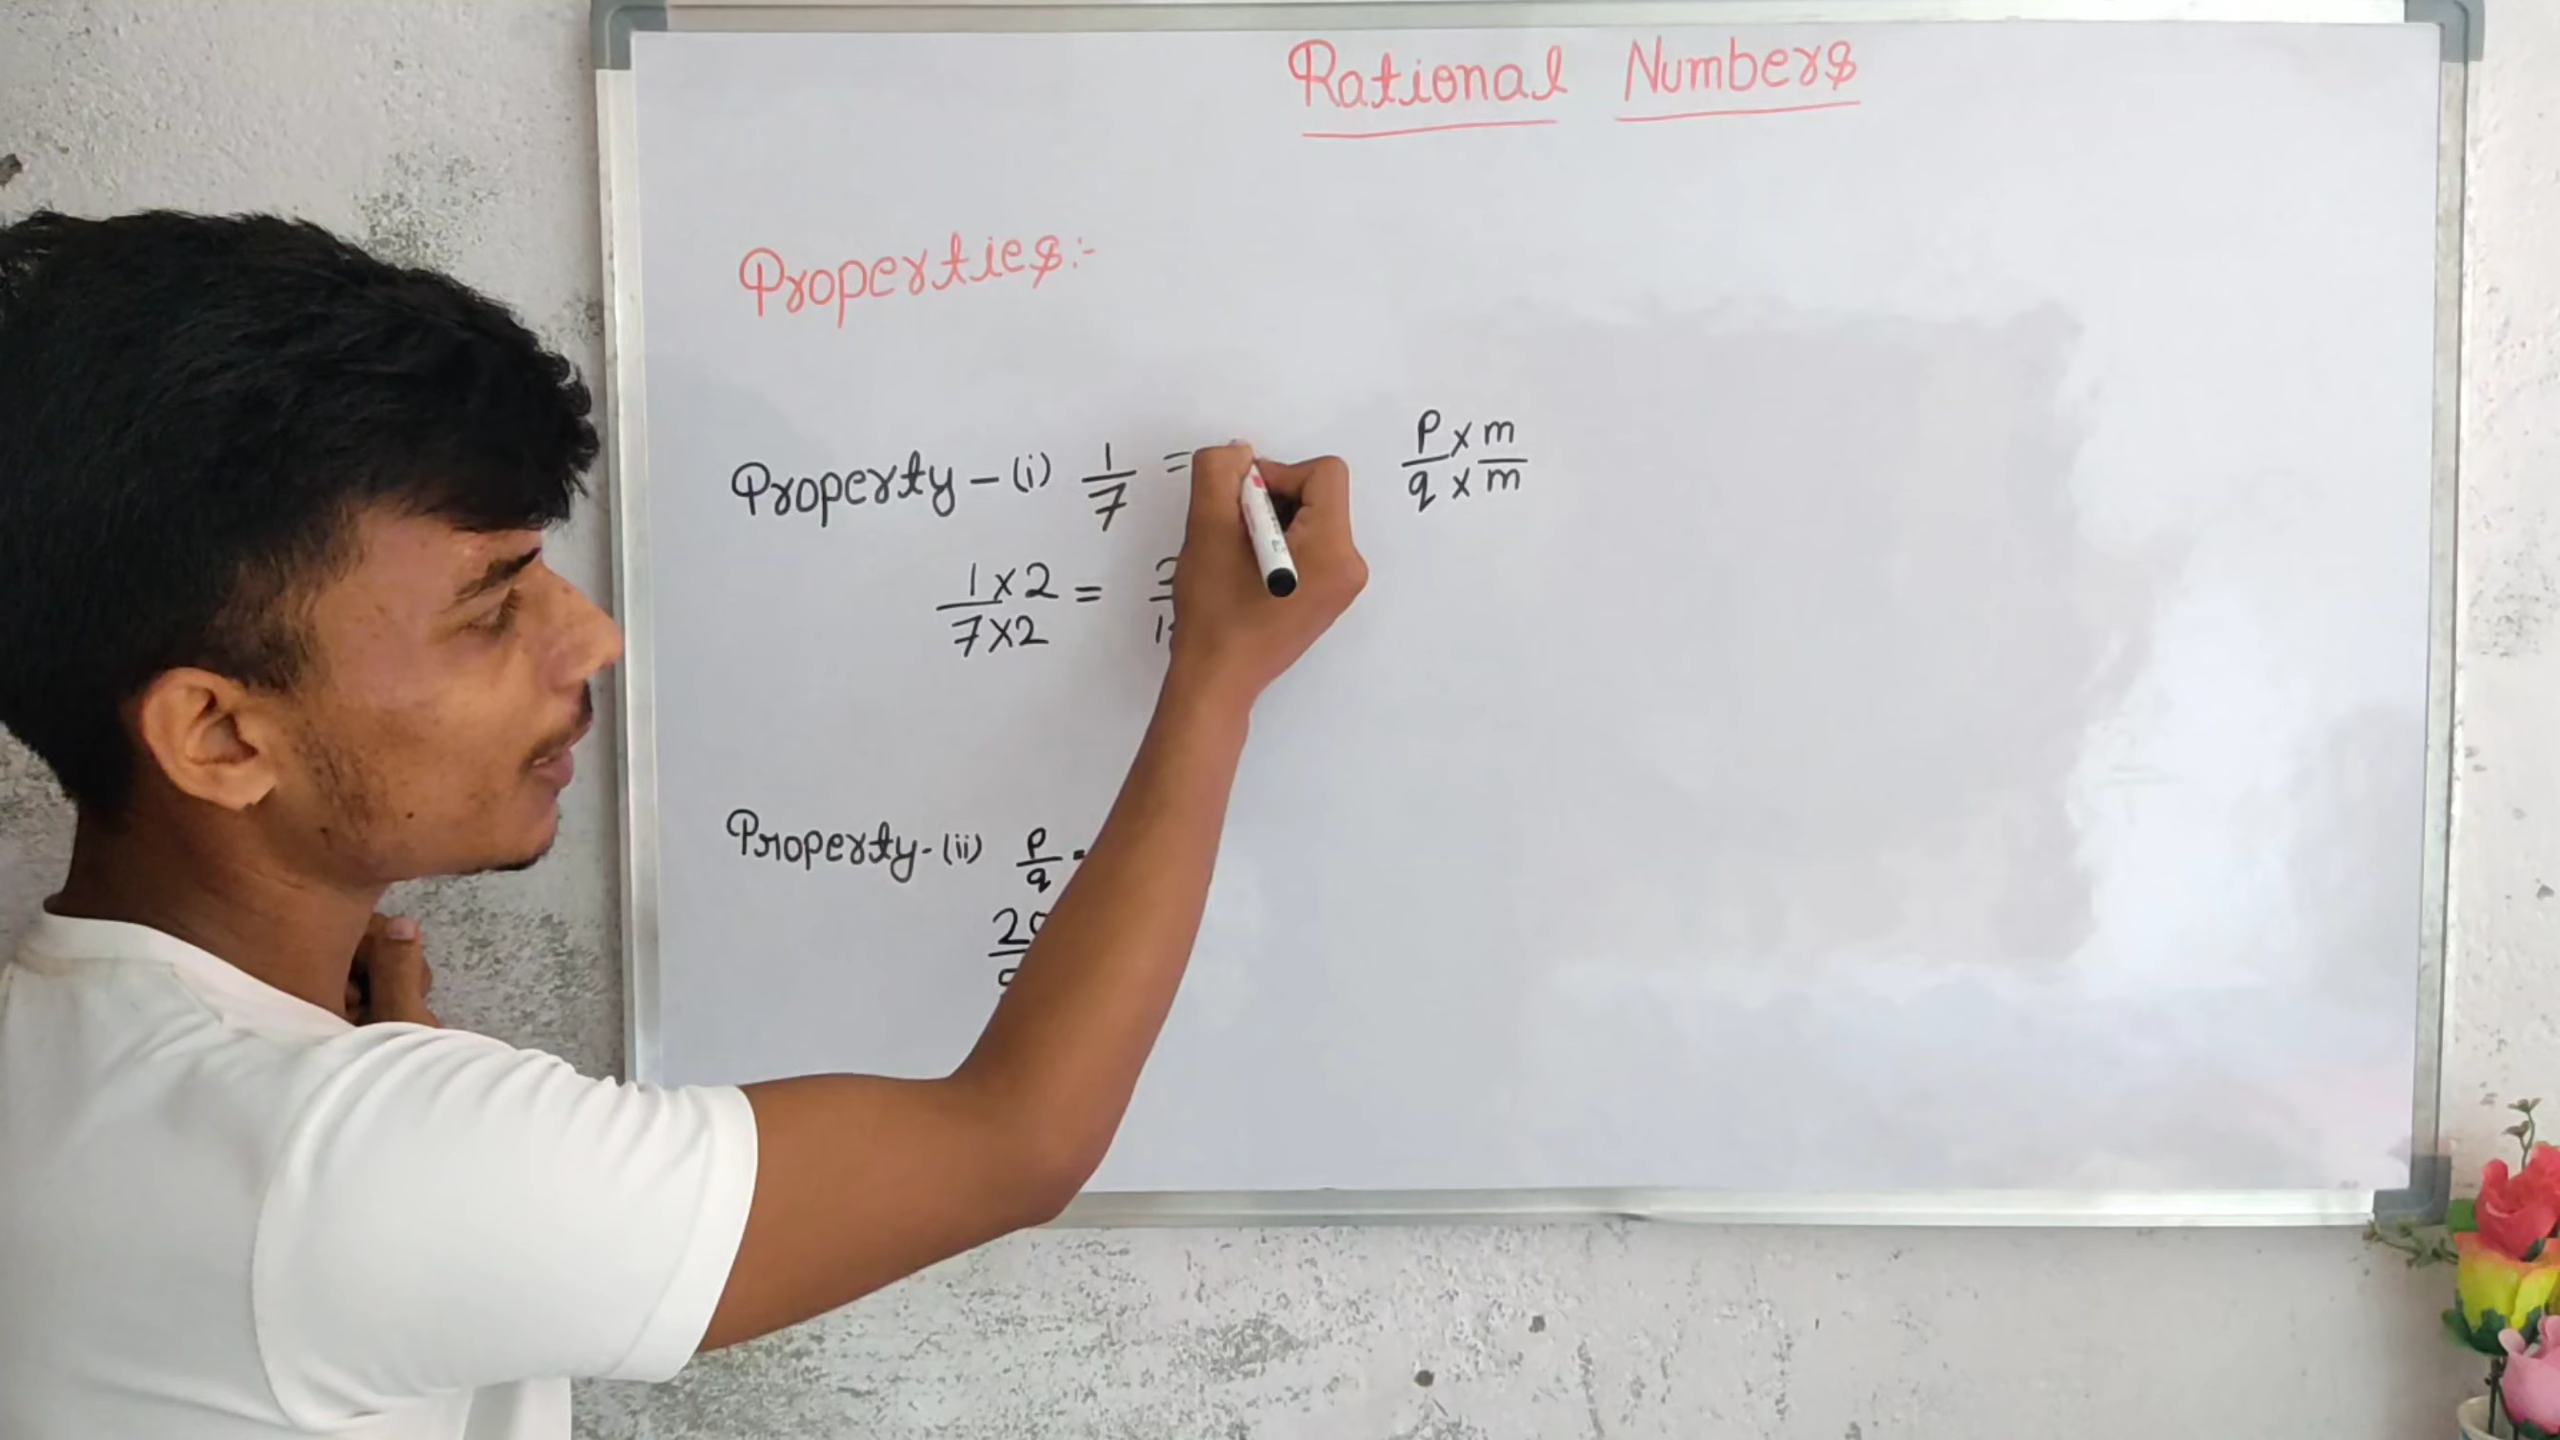 Rational Numbers
Properties:-
Property - (i) 1/7 =
p × m / q × m
1×2 / 7×2 =
Property - (ii) p/q